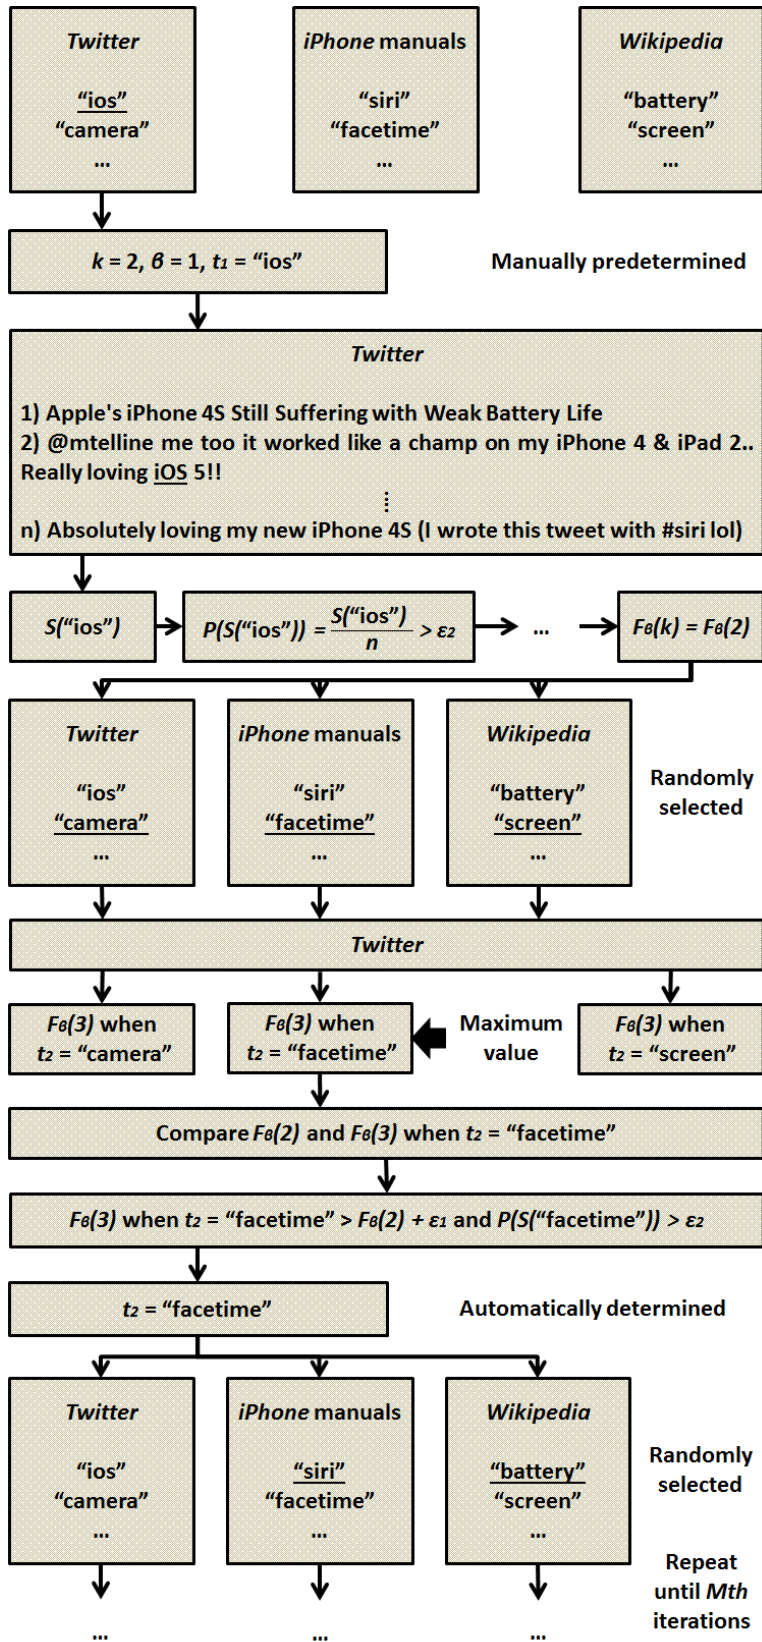 Twitter
“ios”
“camera”
...
iPhone manuals
“siri”
“facetime”
...
Wikipedia
“battery”
“screen”
...
k = 2, β = 1, t1 = “ios”
Manually predetermined
Twitter
1) Apple's iPhone 4S Still Suffering with Weak Battery Life
2) @mtelline me too it worked like a champ on my iPhone 4 & iPad 2..
Really loving iOS 5!!
⋮
n) Absolutely loving my new iPhone 4S (I wrote this tweet with #siri lol)
S(“ios”)
P(S(“ios”)) = S(“ios”) / n > ε2
...
Fβ(k) = Fβ(2)
Twitter
“ios”
“camera”
...
iPhone manuals
“siri”
“facetime”
...
Wikipedia
“battery”
“screen”
...
Randomly
selected
Twitter
Fβ(3) when
t2 = “camera”
Fβ(3) when
t2 = “facetime”
Maximum
value
Fβ(3) when
t2 = “screen”
Compare Fβ(2) and Fβ(3) when t2 = “facetime”
Fβ(3) when t2 = “facetime” > Fβ(2) + ε1 and P(S(“facetime”)) > ε2
t2 = “facetime”
Automatically determined
Twitter
“ios”
“camera”
...
iPhone manuals
“siri”
“facetime”
...
Wikipedia
“battery”
“screen”
...
Randomly
selected
Repeat
until Mth
iterations
...
...
...